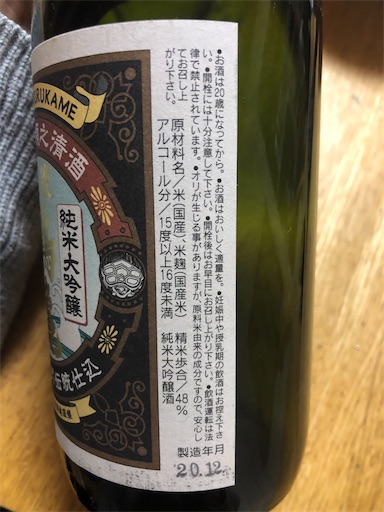 ●お酒は20歳になってから。●お酒はおいしく適量を。●妊娠中や授乳期の飲酒はお控え下さ
い。●開栓には十分注意して下さい。●開栓後はお早目にお召し上がり下さい。●飲酒運転は法
律で禁止されています。●オリが生じる事がありますが、原料米由来の成分ですので、安心し
てお召し上
がり下さい。
原材料名／米(国産)、米麹(国産米) 精米歩合／48%
アルコール分／15度以上16度未満 純米大吟醸酒
製造年月
20.12
RUKAME
之清酒
純米大吟醸
仕込